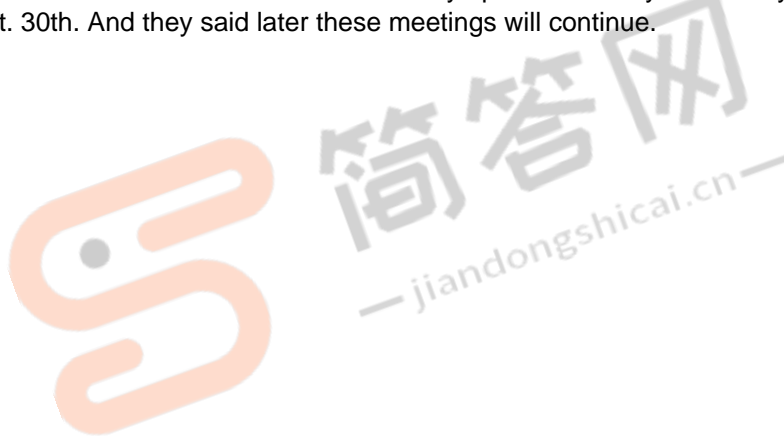 t. 30th. And they said later these meetings will continue.
简答网
jiandongshicai.cn